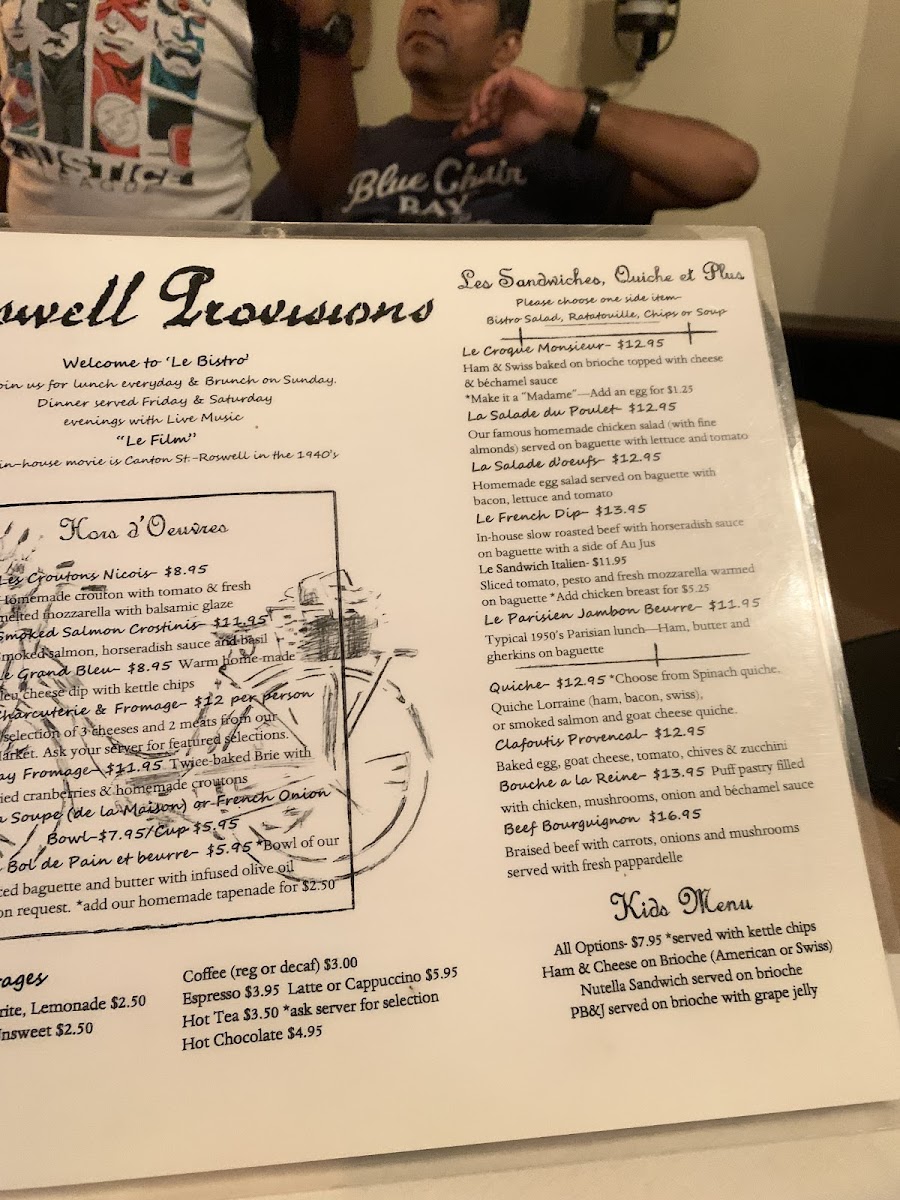 JUSTICE
LEAGUE
Blue Chair
BAY
Provisions
Welcome to 'Le Bistro'
us for lunch everyday & Brunch on Sunday.
Dinner served Friday & Saturday
evenings with Live Music
"Le Film"
in-house movie is Canton St.-Roswell in the 1940's
Hors d'Oeuvres
Les Croutons Nicois- $8.95
Homemade crouton with tomato & fresh
melted mozzarella with balsamic glaze
Smoked Salmon Crostinis- $11.95
Smoked salmon, horseradish sauce and basil
Le Grand Bleu- $8.95 Warm home-made
bleu cheese dip with kettle chips
Charcuterie & Fromage- $12 per person
selection of 3 cheeses and 2 meats from our
Market. Ask your server for featured selections.
Fromage- $11.95 Twice-baked Brie with
cranberries & homemade croutons
Soupe (de la Maison) or French Onion
Bowl-$7.95/Cup $5.95
Bol de Pain et beurre- $5.95 *Bowl of our
baguette and butter with infused olive oil
on request. *add our homemade tapenade for $2.50
Lemonade $2.50
Unsweet $2.50
Coffee (reg or decaf) $3.00
Espresso $3.95 Latte or Cappuccino $5.95
Hot Tea $3.50 *ask server for selection
Hot Chocolate $4.95
Les Sandwiches, Quiche et Plus
Please choose one side item-
Bistro Salad, Ratatouille, Chips or Soup
Le Croque Monsieur- $12.95
Ham & Swiss baked on brioche topped with cheese
& béchamel sauce
*Make it a "Madame"—Add an egg for $1.25
La Salade du Poulet- $12.95
Our famous homemade chicken salad (with fine
almonds) served on baguette with lettuce and tomato
La Salade d'oeufs- $12.95
Homemade egg salad served on baguette with
bacon, lettuce and tomato
Le French Dip- $13.95
In-house slow roasted beef with horseradish sauce
on baguette with a side of Au Jus
Le Sandwich Italien- $11.95
Sliced tomato, pesto and fresh mozzarella warmed
on baguette *Add chicken breast for $5.25
Le Parisien Jambon Beurre- $11.95
Typical 1950's Parisian lunch—Ham, butter and
gherkins on baguette
Quiche- $12.95 *Choose from Spinach quiche,
Quiche Lorraine (ham, bacon, swiss),
or smoked salmon and goat cheese quiche.
Clafoutis Provencal- $12.95
Baked egg, goat cheese, tomato, chives & zucchini
Bouche a la Reine- $13.95 Puff pastry filled
with chicken, mushrooms, onion and béchamel sauce
Beef Bourguignon $16.95
Braised beef with carrots, onions and mushrooms
served with fresh pappardelle
Kids Menu
All Options- $7.95 *served with kettle chips
Ham & Cheese on Brioche (American or Swiss)
Nutella Sandwich served on brioche
PB&J served on brioche with grape jelly